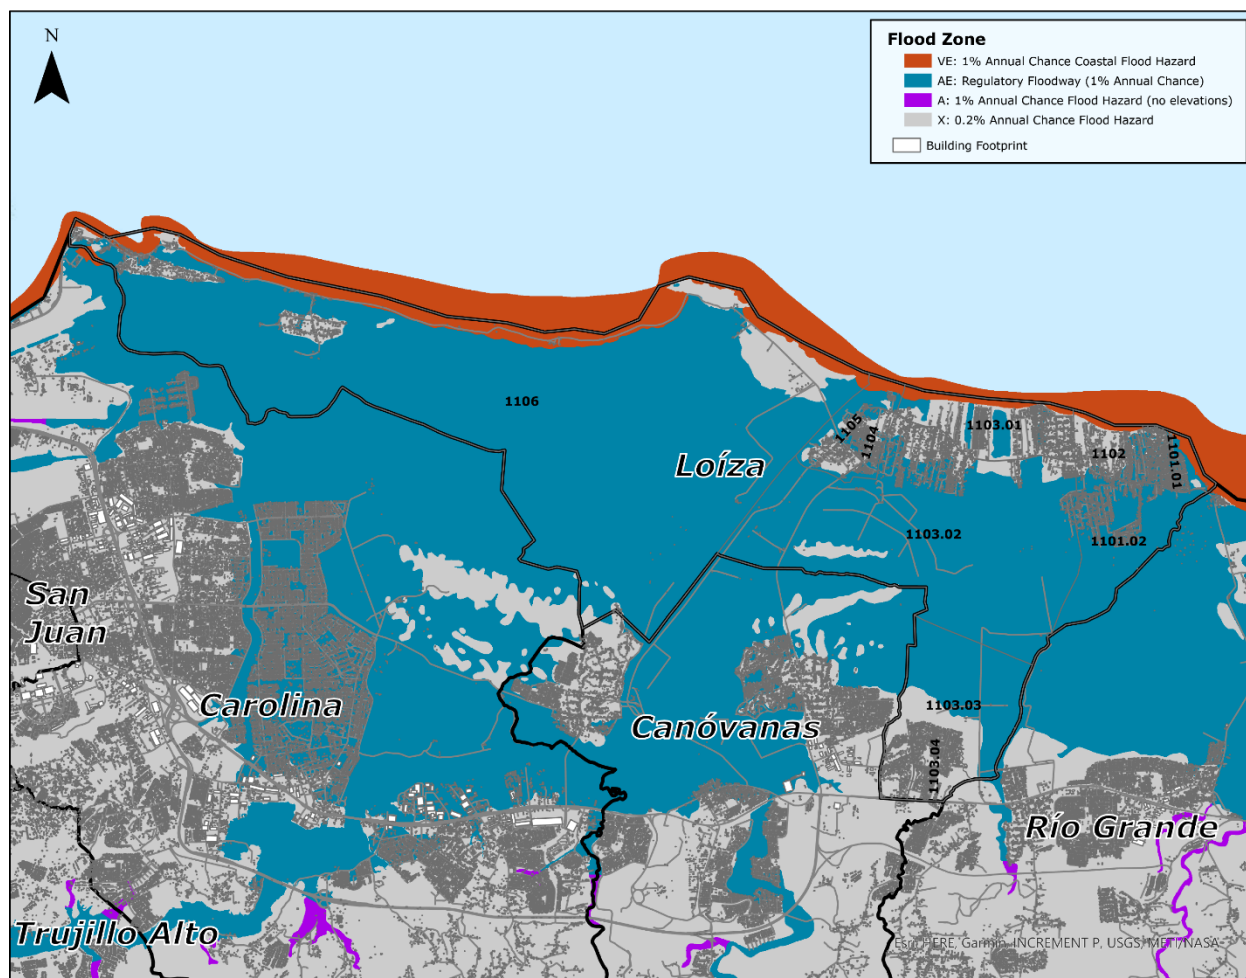 N
Flood Zone
VE: 1% Annual Chance Coastal Flood Hazard
AE: Regulatory Floodway (1% Annual Chance)
A: 1% Annual Chance Flood Hazard (no elevations)
X: 0.2% Annual Chance Flood Hazard
Building Footprint
1106
1105
1104
1103.01
1102
1101.01
Loíza
1103.02
1101.02
San
Juan
Carolina
Canóvanas
1103.03
1103.04
Río Grande
Trujillo Alto
Esri, HERE, Garmin, INCREMENT P, USGS, METI/NASA